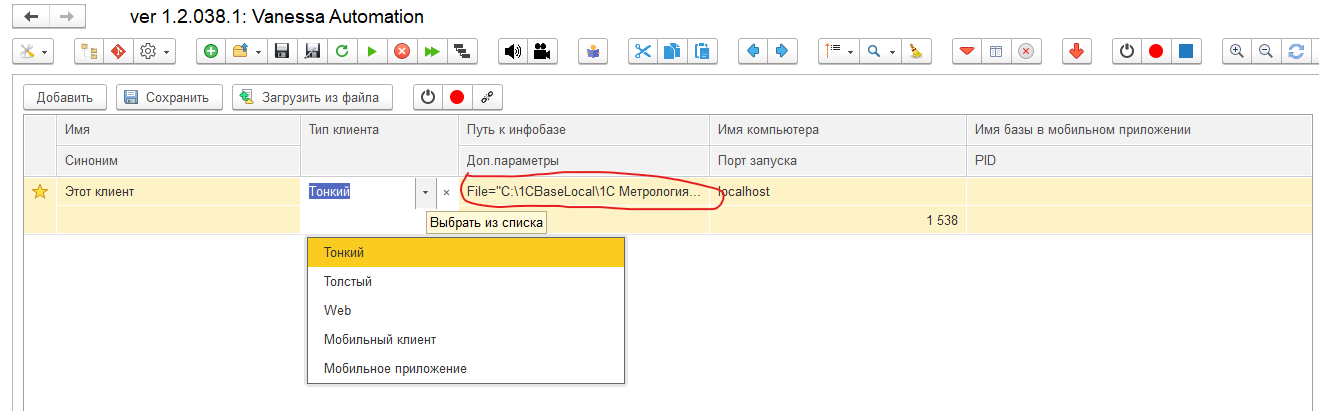 ver 1.2.038.1: Vanessa Automation
Добавить Сохранить Загрузить из файла
Имя Тип клиента Путь к инфобазе Имя компьютера Имя базы в мобильном приложении
Синоним Доп.параметры Порт запуска PID
Этот клиент Тонкий × File="C:\1CBaseLocal\1С Метрология... localhost
1 538
Выбрать из списка
Тонкий
Толстый
Web
Мобильный клиент
Мобильное приложение